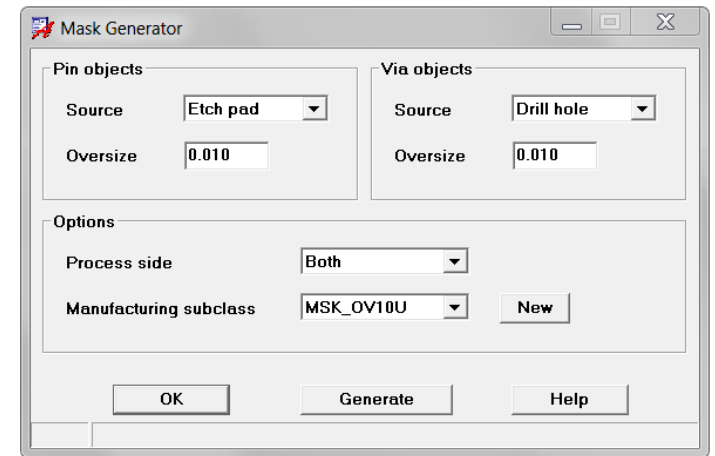 Mask Generator
Pin objects
Via objects
Source
Etch pad
Source
Drill hole
Oversize
0.010
Oversize
0.010
Options
Process side
Both
Manufacturing subclass
MSK_OV10U
New
OK
Generate
Help